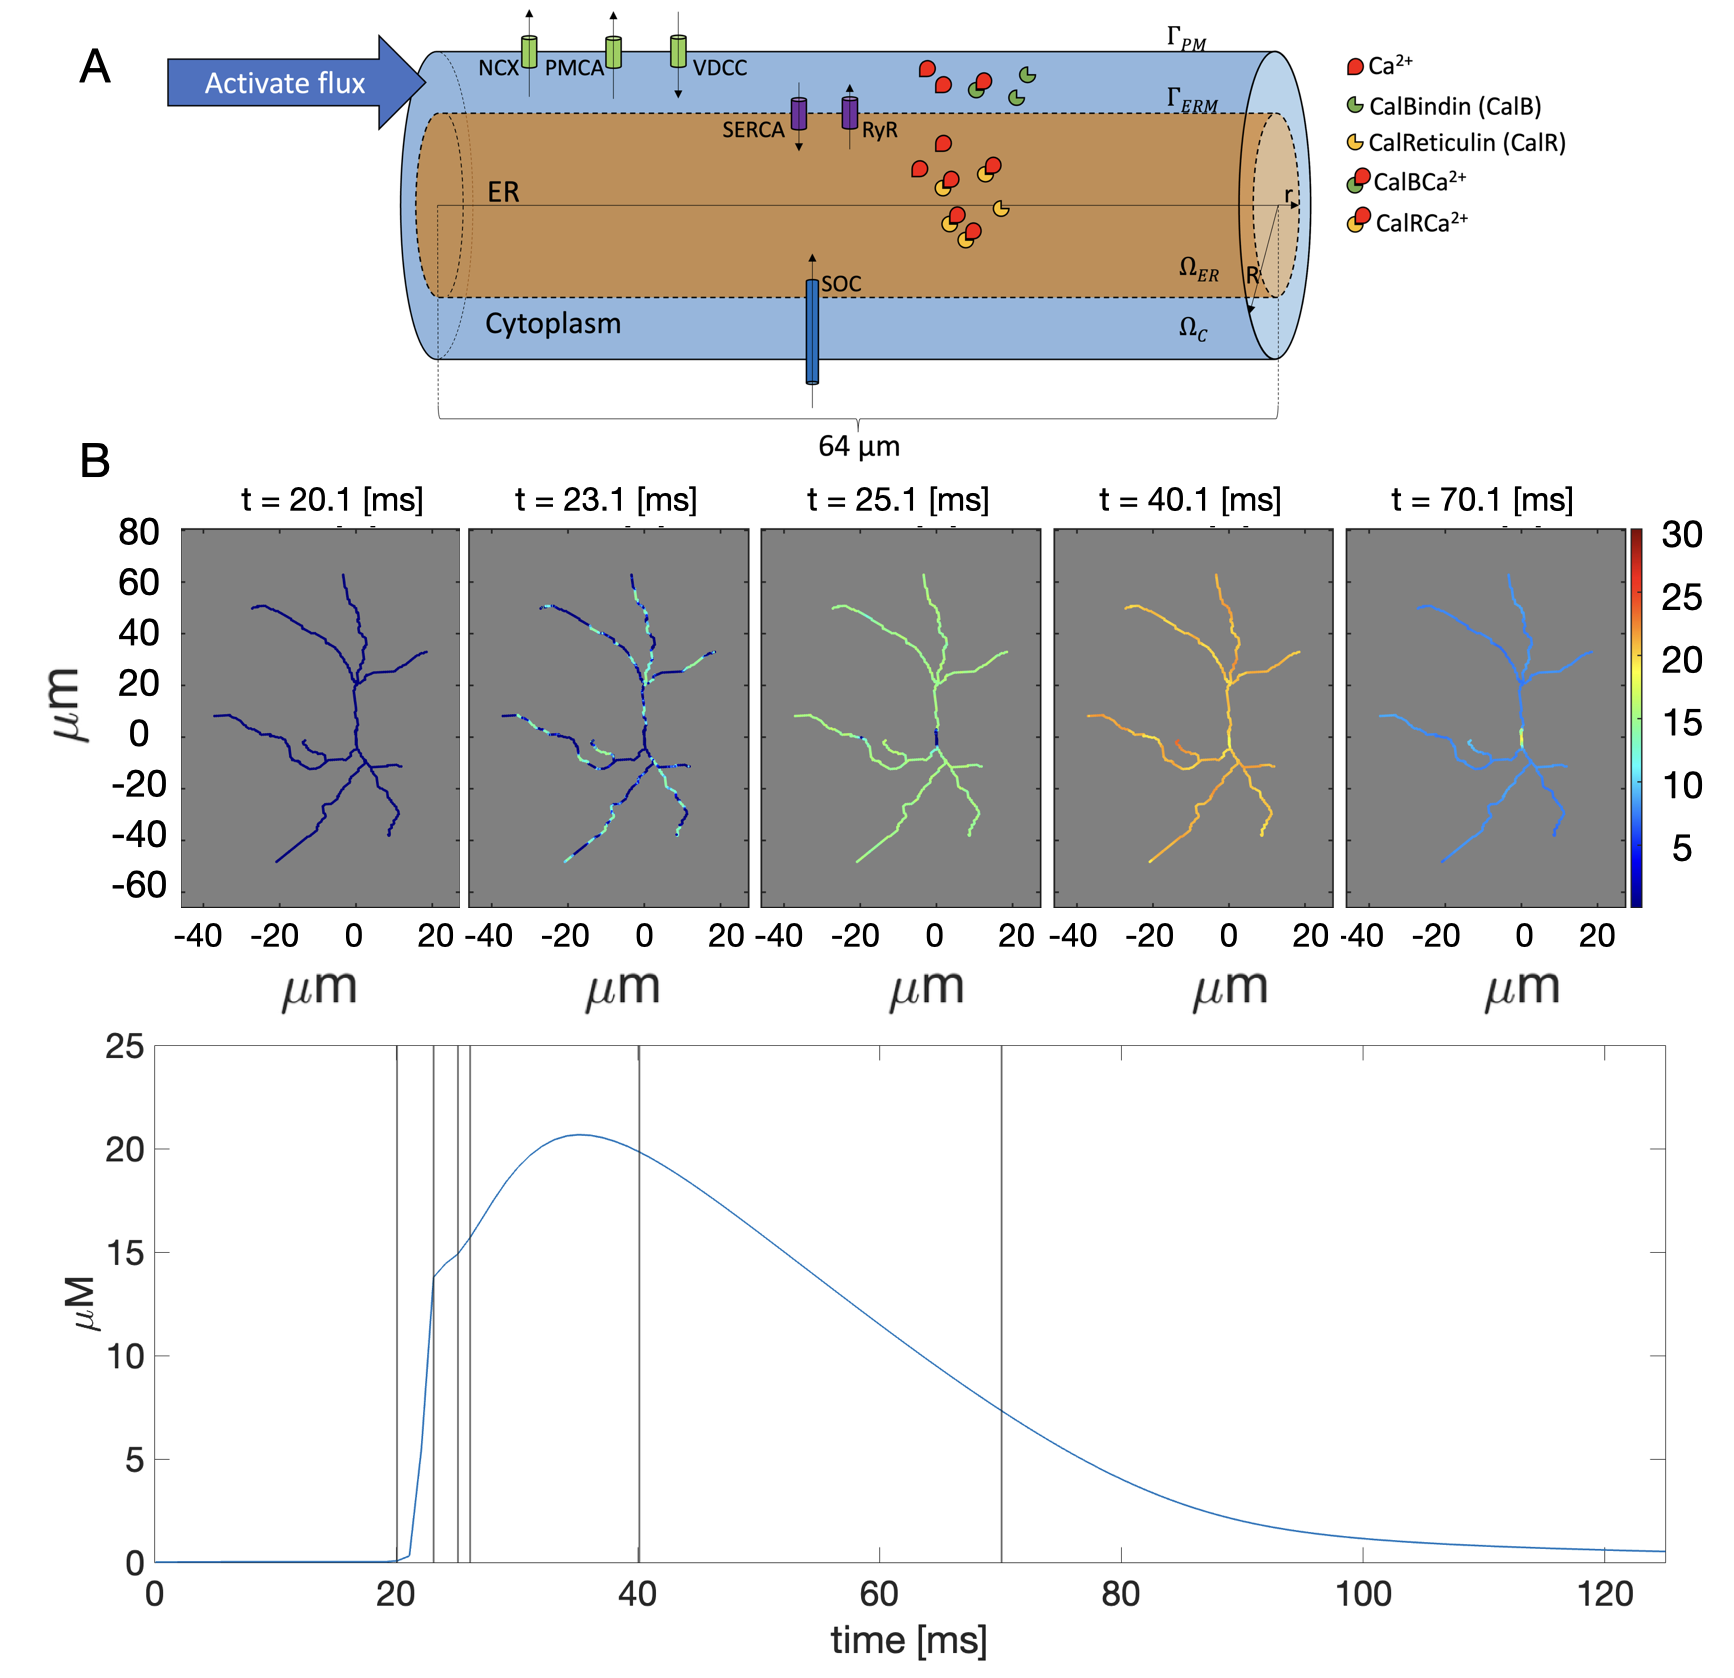 A
Activate flux
NCX PMCA VDCC
SERCA RyR
ER
SOC
Cytoplasm
Γ_PM
Γ_ERM
Ω_ER
Ω_C
r
R
64 μm
Ca²⁺
CalBindin (CalB)
CalReticulin (CalR)
CalBCa²⁺
CalRCa²⁺
B
t = 20.1 [ms] t = 23.1 [ms] t = 25.1 [ms] t = 40.1 [ms] t = 70.1 [ms]
80
60
40
20
0
-20
-40
-60
μm
-40 -20 0 20 -40 -20 0 20 -40 -20 0 20 -40 -20 0 20 -40 -20 0 20
μm μm μm μm μm
30
25
20
15
10
5
25
20
15
10
5
0
μM
0 20 40 60 80 100 120
time [ms]